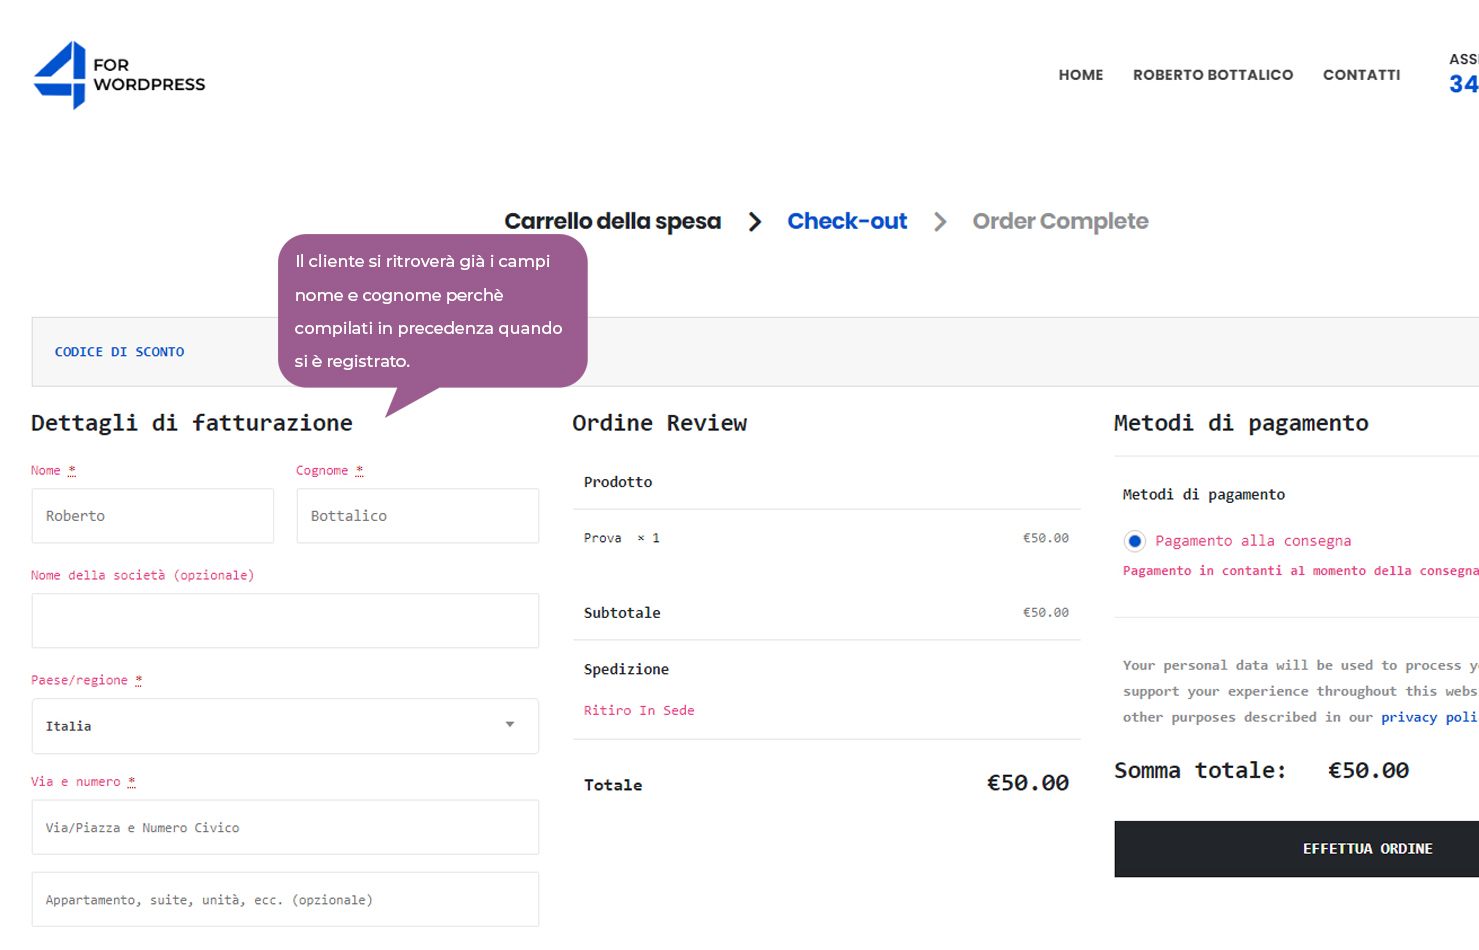 FOR
WORDPRESS
HOME ROBERTO BOTTALICO CONTATTI
ASS
34
Carrello della spesa Check-out Order Complete
Il cliente si ritroverà già i campi
nome e cognome perchè
compilati in precedenza quando
si è registrato.
CODICE DI SCONTO
Dettagli di fatturazione
Nome * Cognome *
Roberto Bottalico
Nome della società (opzionale)
Paese/regione *
Italia
Via e numero *
Via/Piazza e Numero Civico
Appartamento, suite, unità, ecc. (opzionale)
Ordine Review
Prodotto
Prova × 1 €50.00
Subtotale €50.00
Spedizione
Ritiro In Sede
Totale €50.00
Metodi di pagamento
Metodi di pagamento
Pagamento alla consegna
Pagamento in contanti al momento della consegna
Your personal data will be used to process y
support your experience throughout this webs
other purposes described in our privacy poli
Somma totale: €50.00
EFFETTUA ORDINE